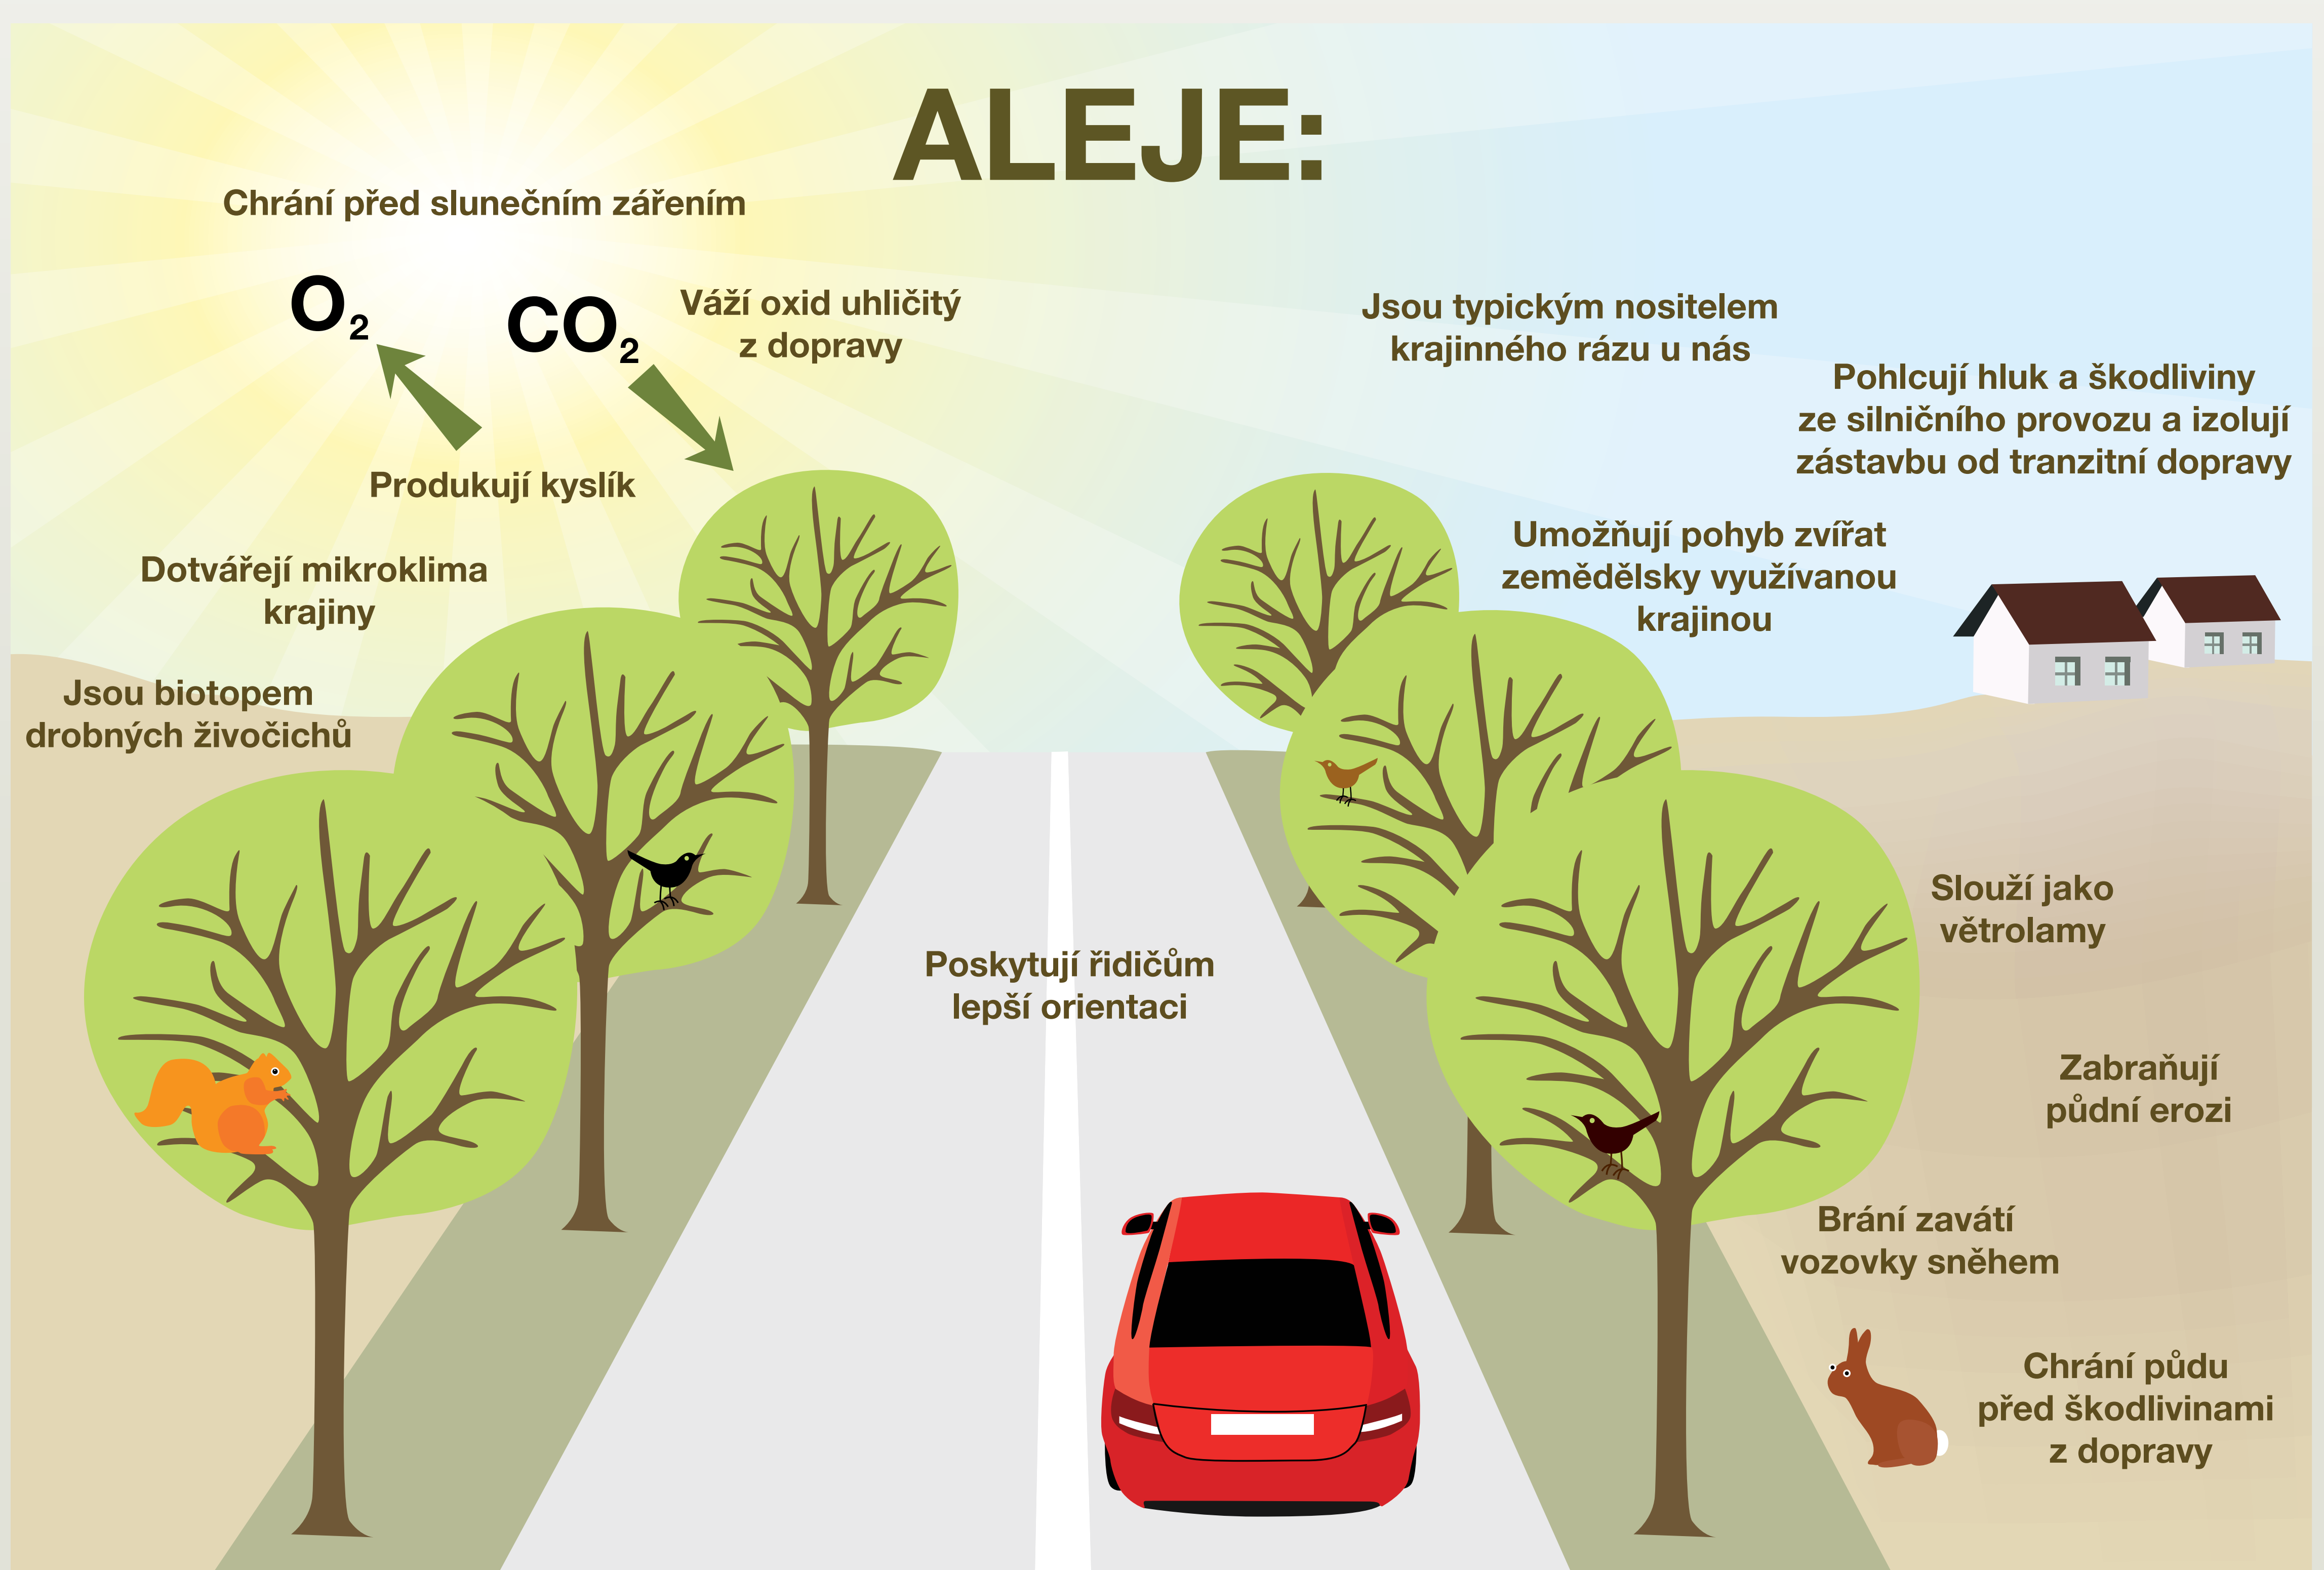 ALEJE:
Chrání před slunečním zářením
O₂
CO₂
Váží oxid uhličitý
z dopravy
Produkují kyslík
Dotvářejí mikroklima
krajiny
Jsou biotopem
drobných živočichů
Jsou typickým nositelem
krajinného rázu u nás
Pohlcují hluk a škodliviny
ze silničního provozu a izolují
zástavbu od tranzitní dopravy
Umožňují pohyb zvířat
zemědělsky využívanou
krajinou
Poskytují řidičům
lepší orientaci
Slouží jako
větrolamy
Zabraňují
půdní erozi
Brání zavátí
vozovky sněhem
Chrání půdu
před škodlivinami
z dopravy